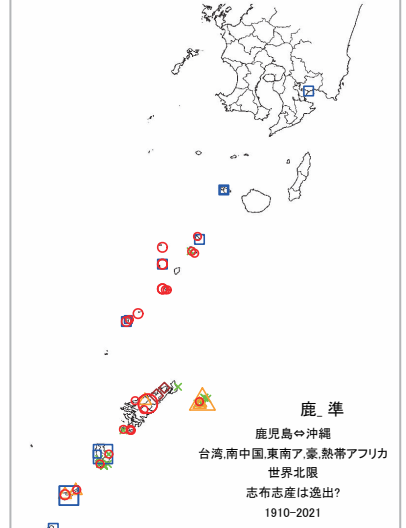 鹿_準
鹿児島⇔沖縄
台湾,南中国,東南ア,豪,熱帯アフリカ
世界北限
志布志産は逸出?
1910-2021